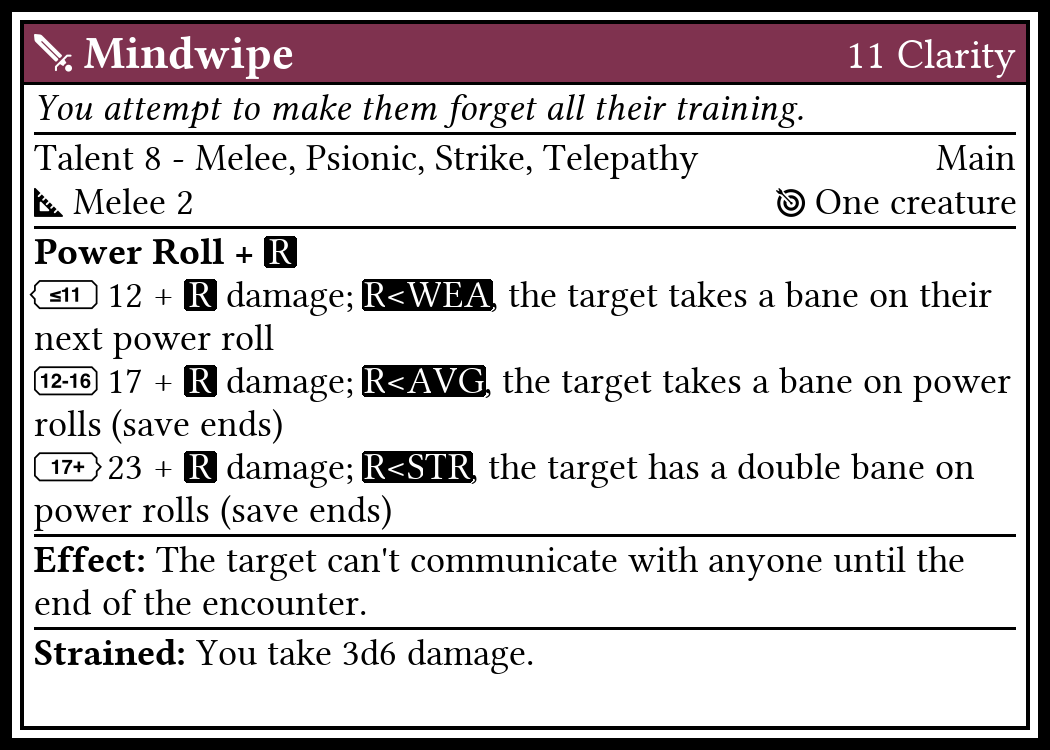 Mindwipe 11 Clarity
You attempt to make them forget all their training.
Talent 8 - Melee, Psionic, Strike, Telepathy Main
Melee 2 One creature
Power Roll + R
≤11 12 + R damage; R<WEA, the target takes a bane on their
next power roll
12-16 17 + R damage; R<AVG, the target takes a bane on power
rolls (save ends)
17+ 23 + R damage; R<STR, the target has a double bane on
power rolls (save ends)
Effect: The target can't communicate with anyone until the
end of the encounter.
Strained: You take 3d6 damage.